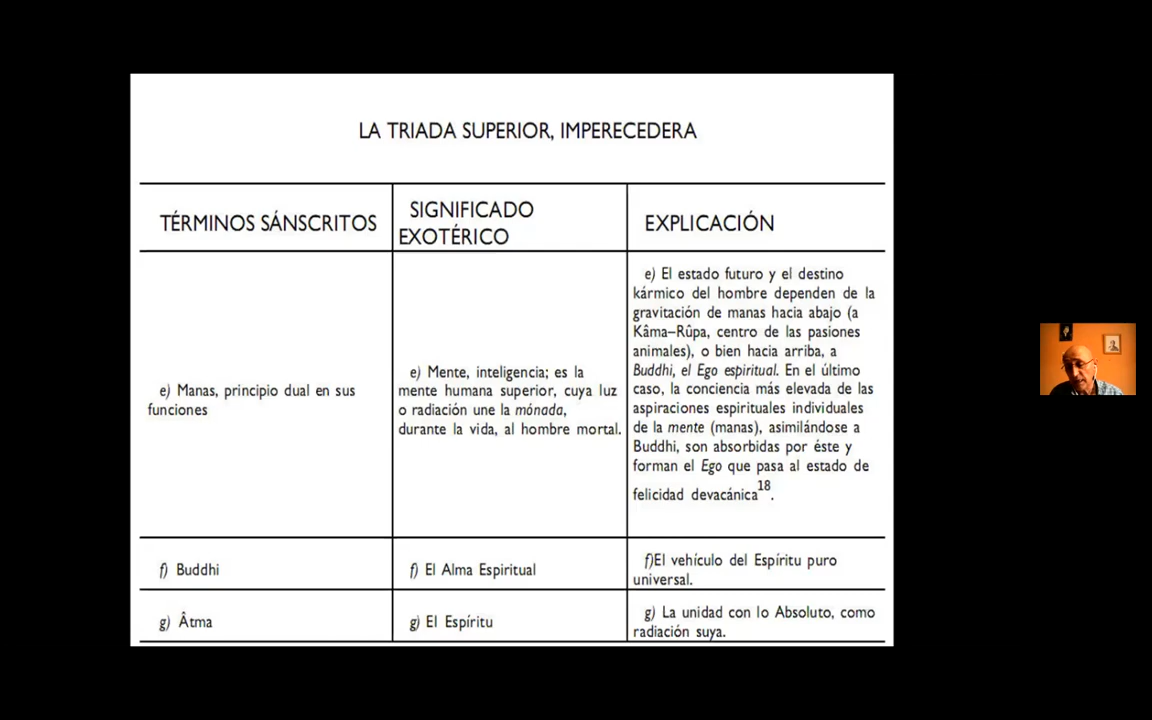 LA TRIADA SUPERIOR, IMPERECEDERA
TÉRMINOS SÁNSCRITOS
SIGNIFICADO
EXOTÉRICO
EXPLICACIÓN
e) Manas, principio dual en sus
funciones
e) Mente, inteligencia; es la
mente humana superior, cuya luz
o radiación une la mónada,
durante la vida, al hombre mortal.
e) El estado futuro y el destino
kármico del hombre dependen de la
gravitación de manas hacia abajo (a
Kâma–Rûpa, centro de las pasiones
animales), o bien hacia arriba, a
Buddhi, el Ego espiritual. En el último
caso, la conciencia más elevada de las
aspiraciones espirituales individuales
de la mente (manas), asimilándose a
Buddhi, son absorbidas por éste y
forman el Ego que pasa al estado de
felicidad devacánica18.
f) Buddhi
f) El Alma Espiritual
f)El vehículo del Espíritu puro
universal.
g) Âtma
g) El Espíritu
g) La unidad con lo Absoluto, como
radiación suya.